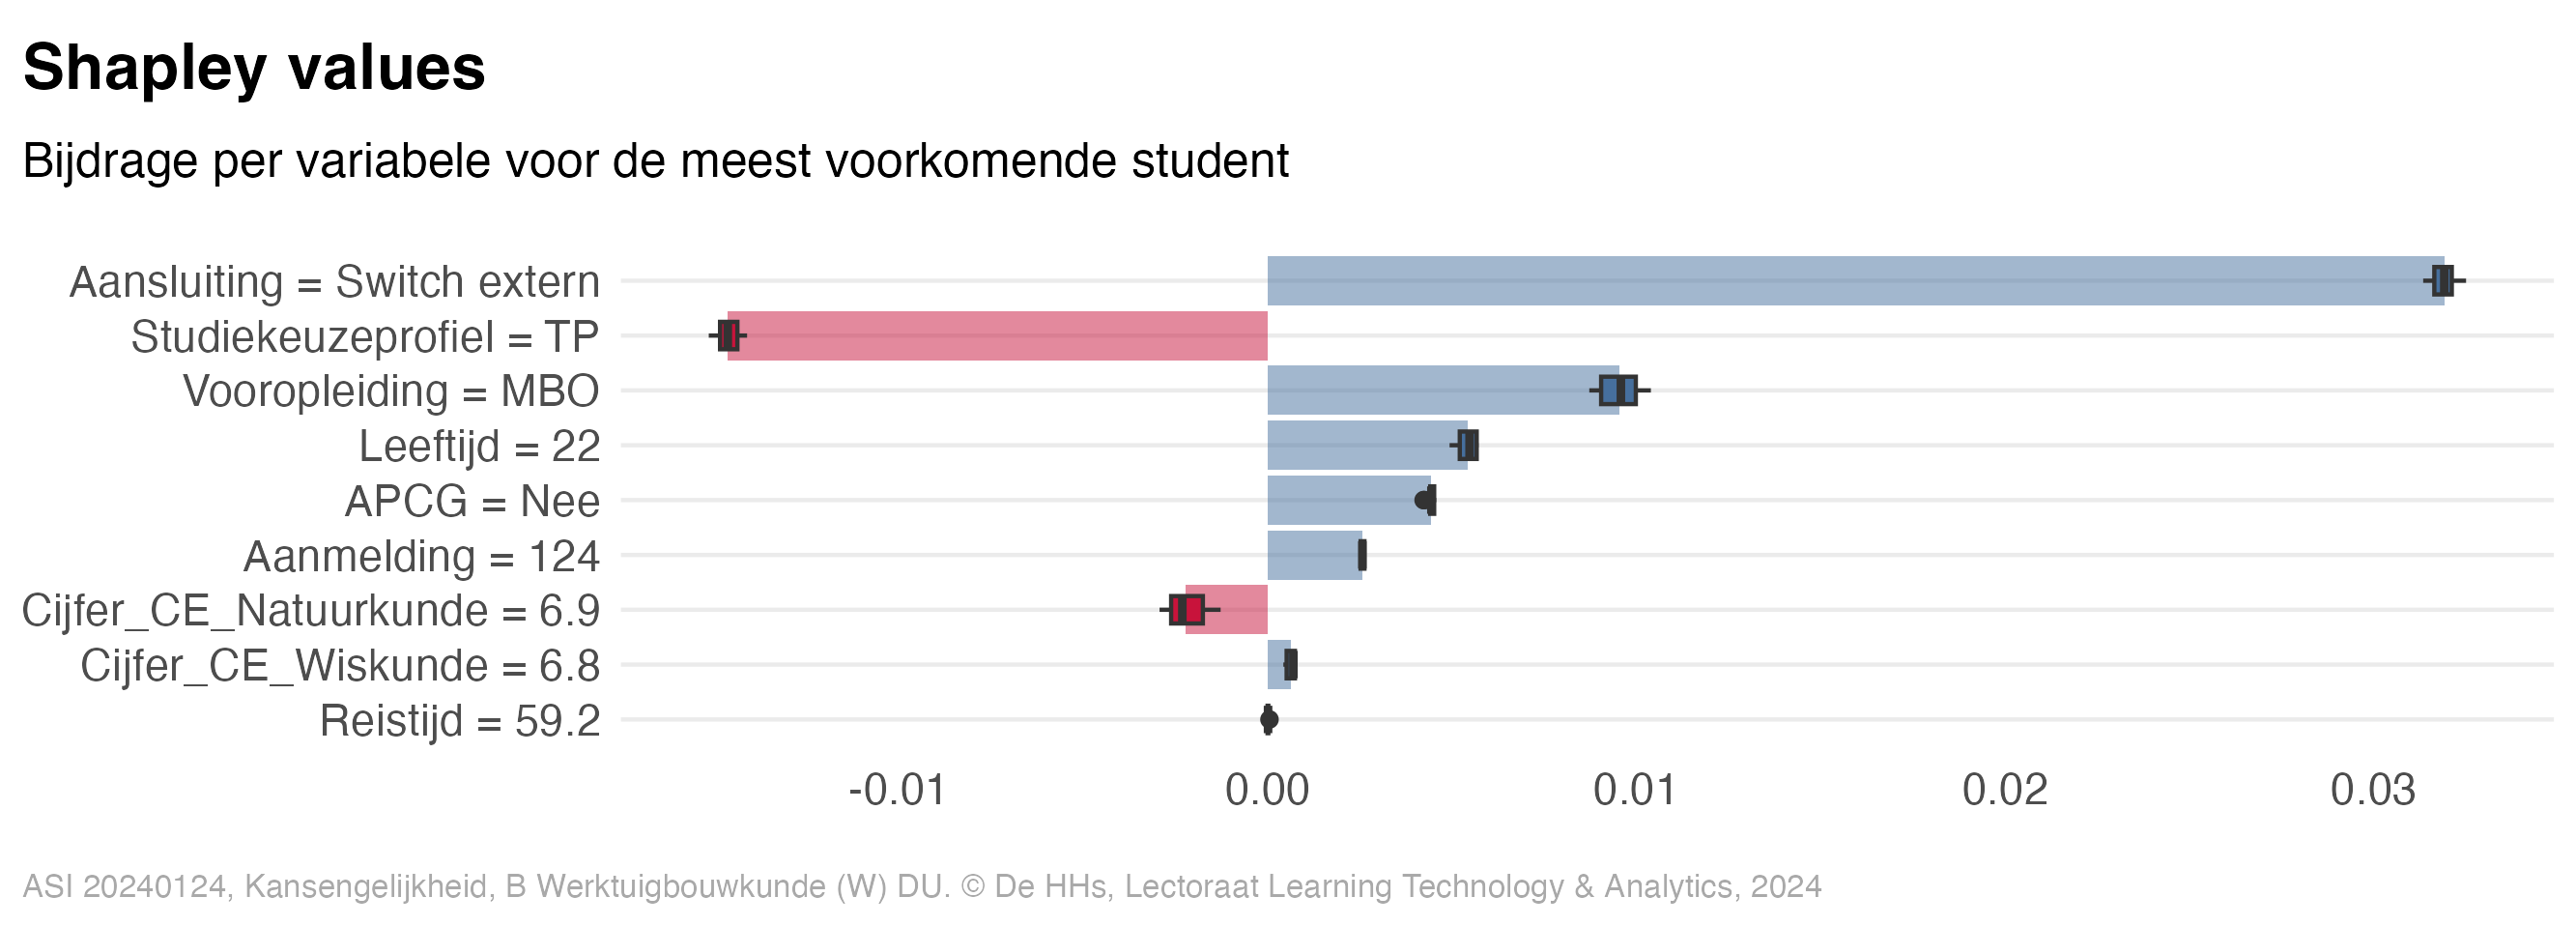 Shapley values
Bijdrage per variabele voor de meest voorkomende student
Aansluiting = Switch extern
Studiekeuzeprofiel = TP
Vooropleiding = MBO
Leeftijd = 22
APCG = Nee
Aanmelding = 124
Cijfer_CE_Natuurkunde = 6.9
Cijfer_CE_Wiskunde = 6.8
Reistijd = 59.2
-0.01 0.00 0.01 0.02 0.03
ASI 20240124, Kansengelijkheid, B Werktuigbouwkunde (W) DU. © De HHs, Lectoraat Learning Technology & Analytics, 2024